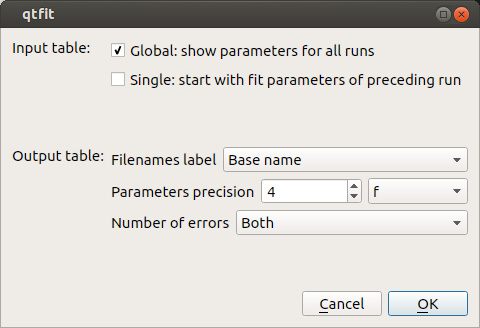 qtfit
Input table:
Global: show parameters for all runs
Single: start with fit parameters of preceding run
Output table:
Filenames label Base name
Parameters precision 4 f
Number of errors Both
Cancel OK